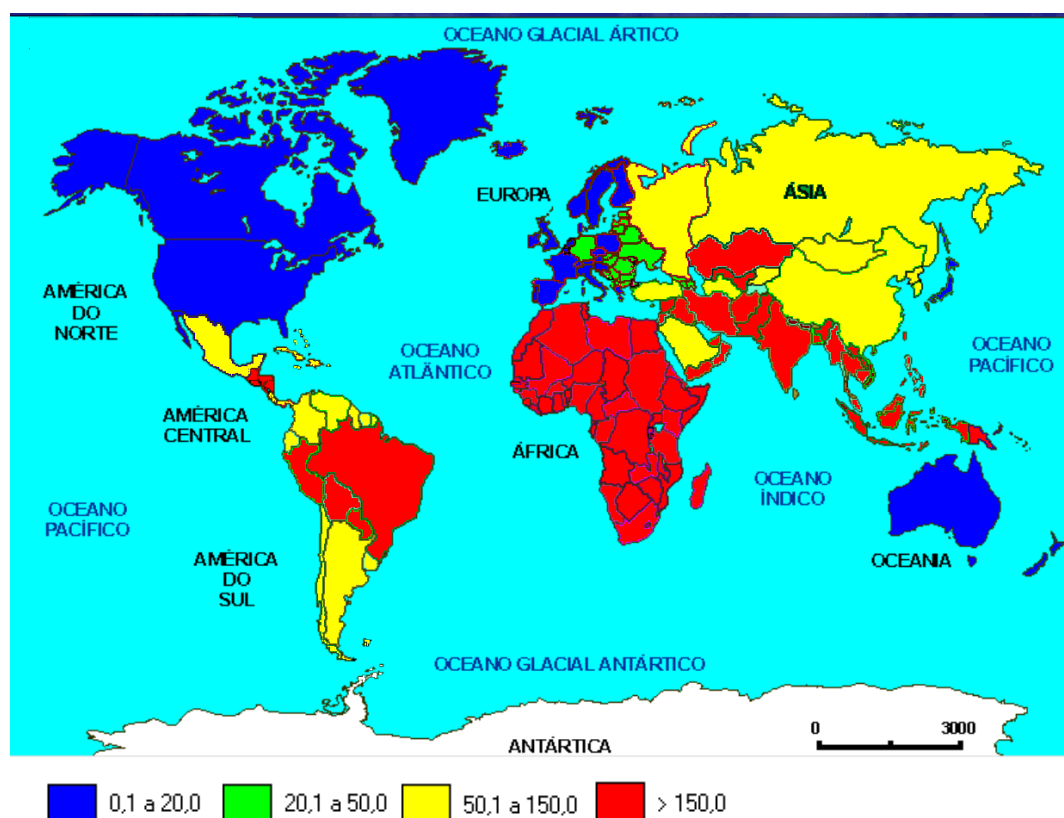 OCEANO GLACIAL ÁRTICO
EUROPA
ÁSIA
AMÉRICA
DO
NORTE
OCEANO
ATLÂNTICO
OCEANO
PACÍFICO
AMÉRICA
CENTRAL
ÁFRICA
OCEANO
ÍNDICO
OCEANO
PACÍFICO
AMÉRICA
DO
SUL
OCEANIA
OCEANO GLACIAL ANTÁRTICO
ANTÁRTICA
0 3000
0,1 a 20,0 20,1 a 50,0 50,1 a 150,0 > 150,0